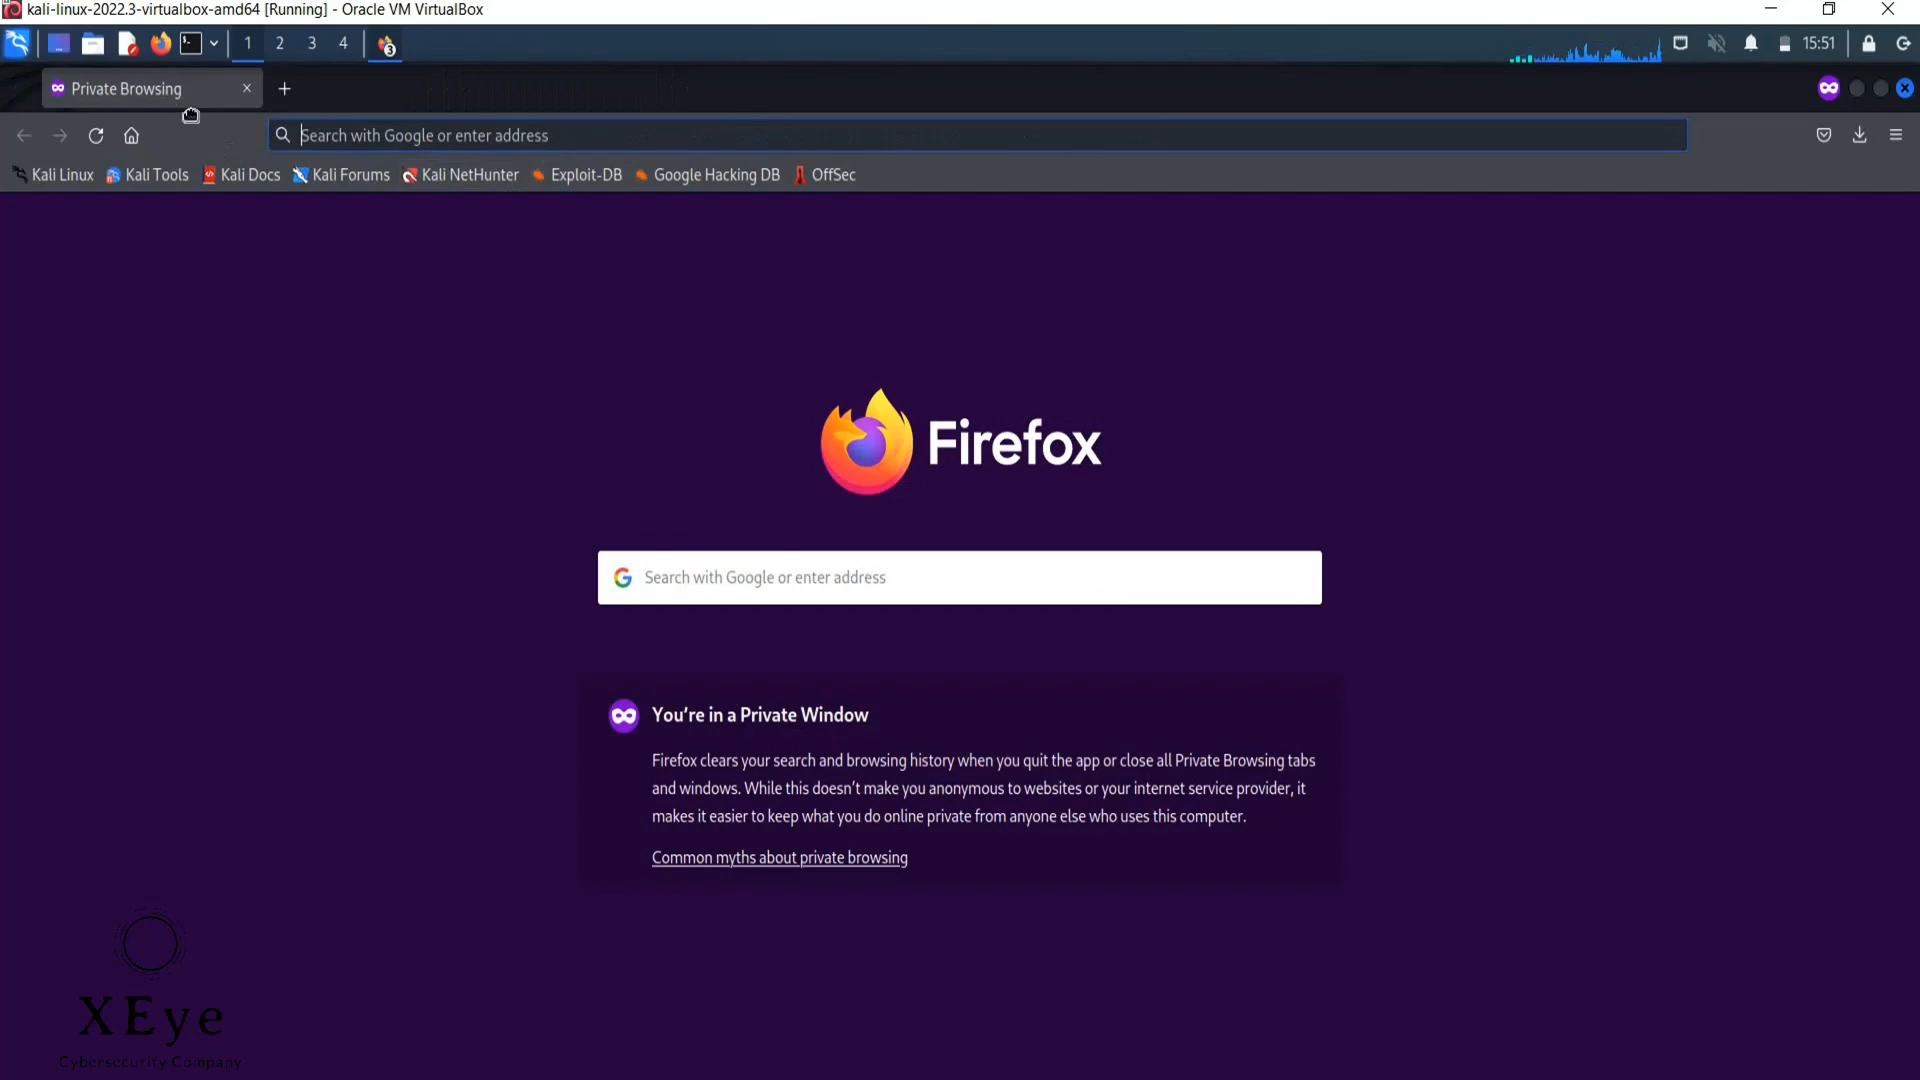 kali-linux-2022.3-virtualbox-amd64 [Running] - Oracle VM VirtualBox
1 2 3 4 3 15:51
Private Browsing
Search with Google or enter address
Kali Linux Kali Tools Kali Docs Kali Forums Kali NetHunter Exploit-DB Google Hacking DB OffSec
Firefox
Search with Google or enter address
You’re in a Private Window
Firefox clears your search and browsing history when you quit the app or close all Private Browsing tabs
and windows. While this doesn’t make you anonymous to websites or your internet service provider, it
makes it easier to keep what you do online private from anyone else who uses this computer.
Common myths about private browsing
XEye
Cybersecurity Company